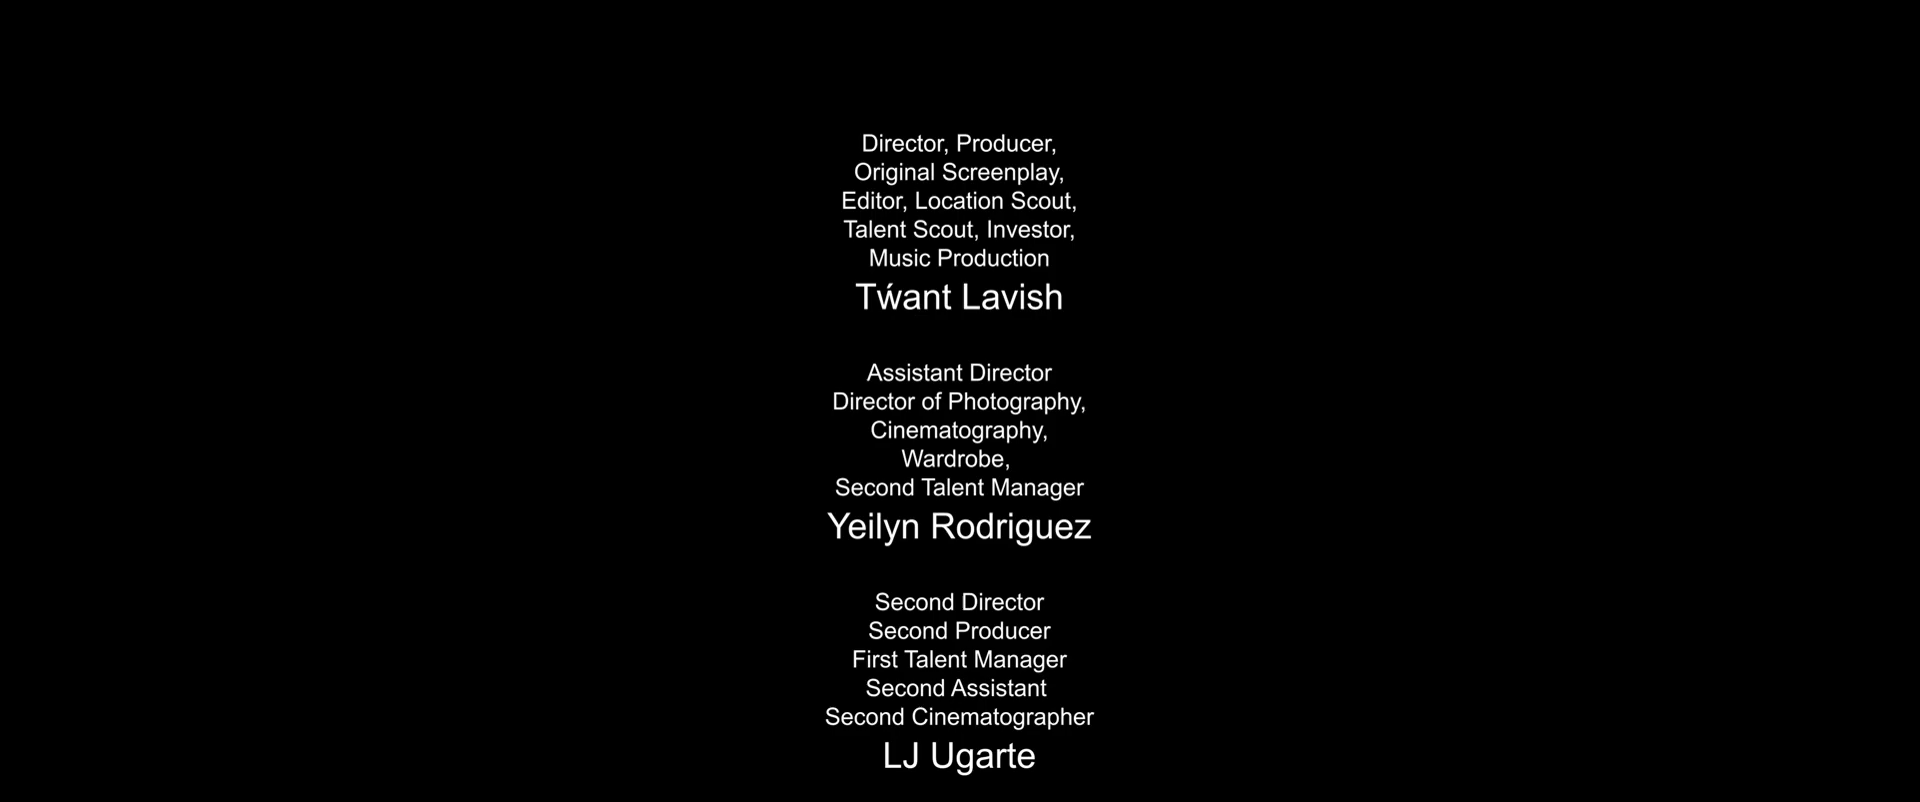 Director, Producer,
Original Screenplay,
Editor, Location Scout,
Talent Scout, Investor,
Music Production
Tẃant Lavish
Assistant Director
Director of Photography,
Cinematography,
Wardrobe,
Second Talent Manager
Yeilyn Rodriguez
Second Director
Second Producer
First Talent Manager
Second Assistant
Second Cinematographer
LJ Ugarte